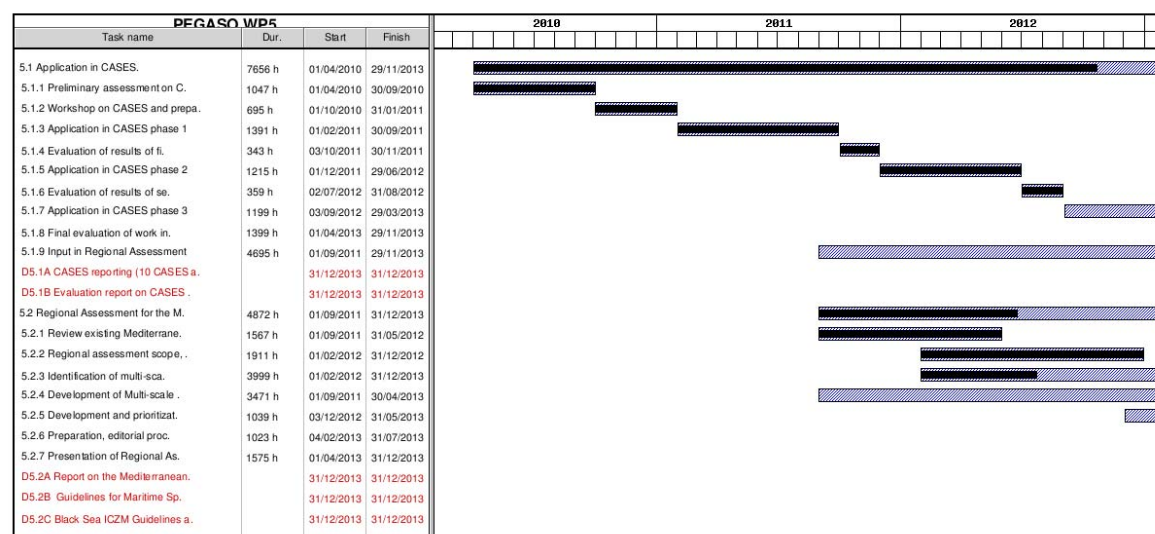 PEGASO WP5 2010 2011 2012
Task name Dur. Start Finish
5.1 Application in CASES. 7656 h 01/04/2010 29/11/2013
5.1.1 Preliminary assessment on C. 1047 h 01/04/2010 30/09/2010
5.1.2 Workshop on CASES and prepa. 695 h 01/10/2010 31/01/2011
5.1.3 Application in CASES phase 1 1391 h 01/02/2011 30/09/2011
5.1.4 Evaluation of results of fi. 343 h 03/10/2011 30/11/2011
5.1.5 Application in CASES phase 2 1215 h 01/12/2011 29/06/2012
5.1.6 Evaluation of results of se. 359 h 02/07/2012 31/08/2012
5.1.7 Application in CASES phase 3 1199 h 03/09/2012 29/03/2013
5.1.8 Final evaluation of work in. 1399 h 01/04/2013 29/11/2013
5.1.9 Input in Regional Assessment 4695 h 01/09/2011 29/11/2013
D5.1A CASES reporting (10 CASES a. 31/12/2013 31/12/2013
D5.1B Evaluation report on CASES . 31/12/2013 31/12/2013
5.2 Regional Assessment for the M. 4872 h 01/09/2011 31/12/2013
5.2.1 Review existing Mediterrane. 1567 h 01/09/2011 31/05/2012
5.2.2 Regional assessment scope, . 1911 h 01/02/2012 31/12/2012
5.2.3 Identification of multi-sca. 3999 h 01/02/2012 31/12/2013
5.2.4 Development of Multi-scale . 3471 h 01/09/2011 30/04/2013
5.2.5 Development and prioritizat. 1039 h 03/12/2012 31/05/2013
5.2.6 Preparation, editorial proc. 1023 h 04/02/2013 31/07/2013
5.2.7 Presentation of Regional As. 1575 h 01/04/2013 31/12/2013
D5.2A Report on the Mediterranean. 31/12/2013 31/12/2013
D5.2B Guidelines for Maritime Sp. 31/12/2013 31/12/2013
D5.2C Black Sea ICZM Guidelines a. 31/12/2013 31/12/2013